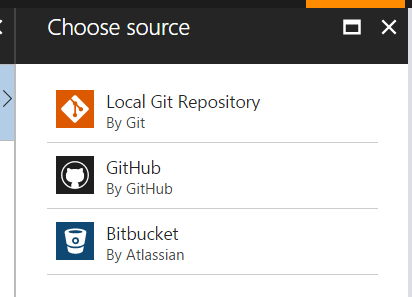 Choose source
Local Git Repository
By Git
GitHub
By GitHub
Bitbucket
By Atlassian